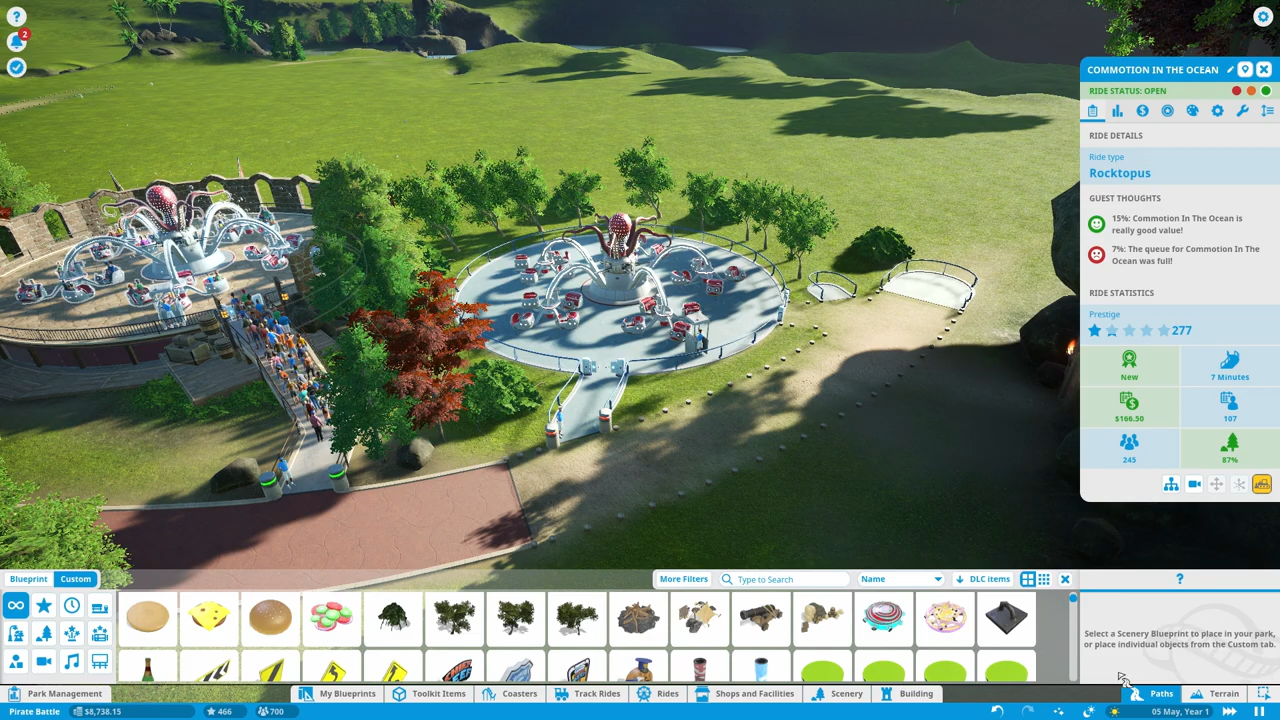 2
COMMOTION IN THE OCEAN
RIDE STATUS: OPEN
RIDE DETAILS
Ride type
Rocktopus
GUEST THOUGHTS
15%: Commotion In The Ocean is
really good value!
7%: The queue for Commotion In The
Ocean was full!
RIDE STATISTICS
Prestige
277
New
7 Minutes
$166.50
107
245
87%
Blueprint
Custom
More Filters
Type to Search
Name
DLC items
?
Select a Scenery Blueprint to place in your park,
or place individual objects from the Custom tab.
Park Management
My Blueprints
Toolkit Items
Coasters
Track Rides
Rides
Shops and Facilities
Scenery
Building
Paths
Terrain
Pirate Battle
$8,738.15
466
700
05 May, Year 1